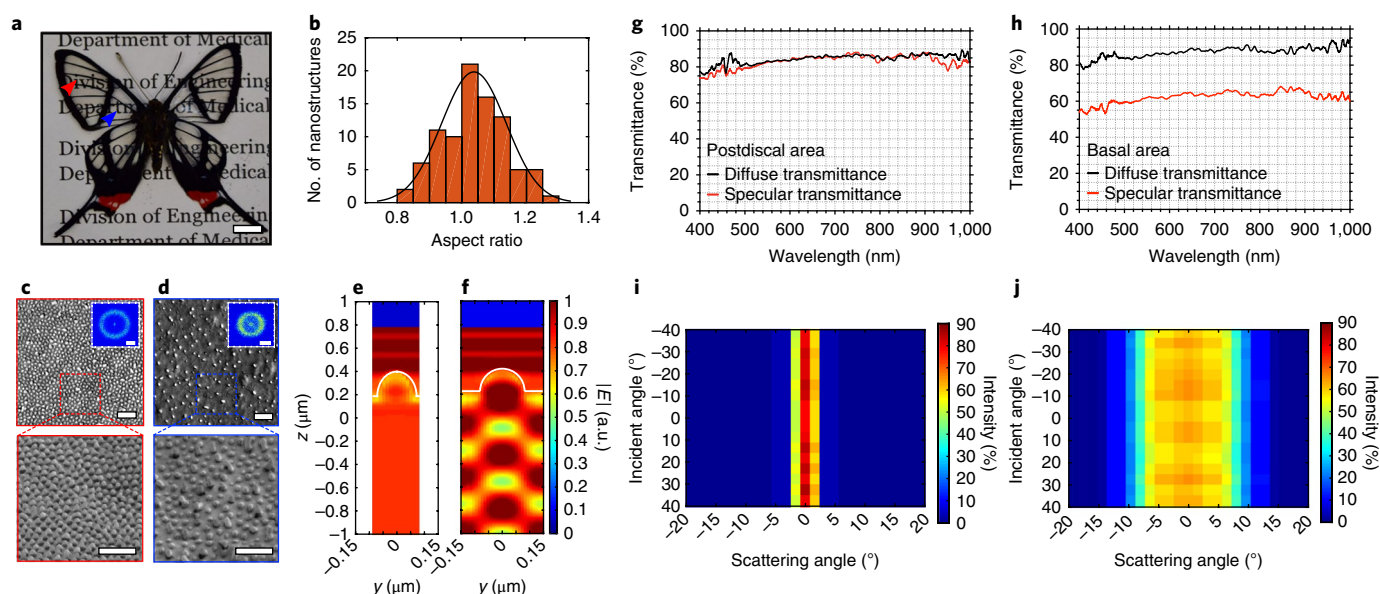 a
Department of Medical
Division of Engineering
Department of Medical
Division of Engineering
Department of Medical
Division of Engineerin
Department of Medical
b
No. of nanostructures
25
20
15
10
5
0
0.8 1.0 1.2 1.4
Aspect ratio
g
Transmittance (%)
100
80
60
40
20
0
Postdiscal area
Diffuse transmittance
Specular transmittance
400 500 600 700 800 900 1,000
Wavelength (nm)
h
Transmittance (%)
100
80
60
40
20
0
Basal area
Diffuse transmittance
Specular transmittance
400 500 600 700 800 900 1,000
Wavelength (nm)
c
d
e
z (μm)
1
0.8
0.6
0.4
0.2
0
−0.2
−0.4
−0.6
−0.8
−1
−0.15 0 0.15
y (μm)
f
−0.15 0 0.15
y (μm)
1
0.9
0.8
0.7
0.6
0.5
0.4
0.3
0.2
0.1
0
|E| (a.u.)
i
Incident angle (°)
−40
−30
−20
−10
0
10
20
30
40
−20 −15 −10 −5 0 5 10 15 20
Scattering angle (°)
90
80
70
60
50
40
30
20
10
0
Intensity (%)
j
Incident angle (°)
−40
−30
−20
−10
0
10
20
30
40
−20 −15 −10 −5 0 5 10 15 20
Scattering angle (°)
90
80
70
60
50
40
30
20
10
0
Intensity (%)